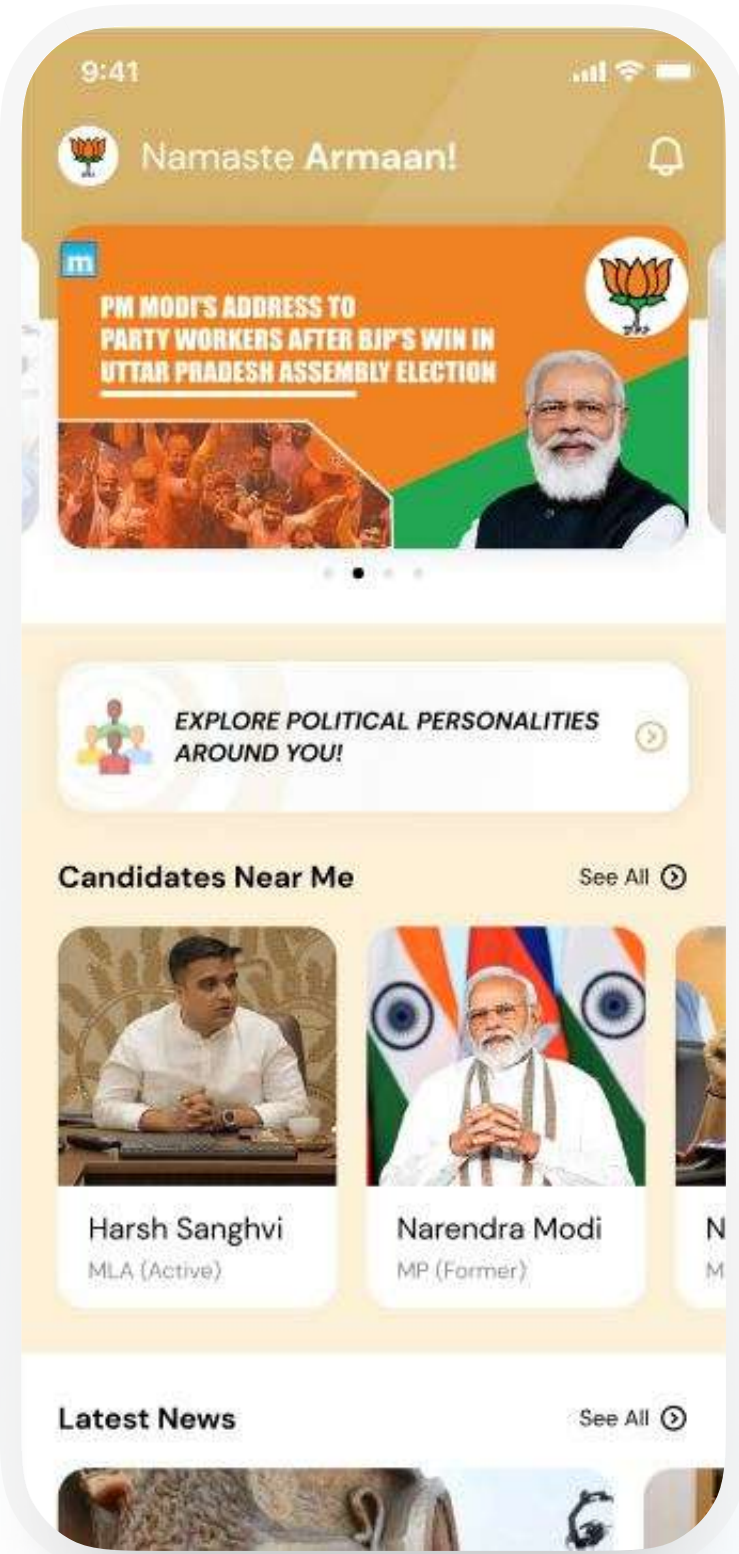 9:41
Namaste Armaan!
m
PM MODI'S ADDRESS TO
PARTY WORKERS AFTER BJP'S WIN IN
UTTAR PRADESH ASSEMBLY ELECTION
EXPLORE POLITICAL PERSONALITIES
AROUND YOU!
Candidates Near Me
See All
Harsh Sanghvi
MLA (Active)
Narendra Modi
MP (Former)
N
M
Latest News
See All